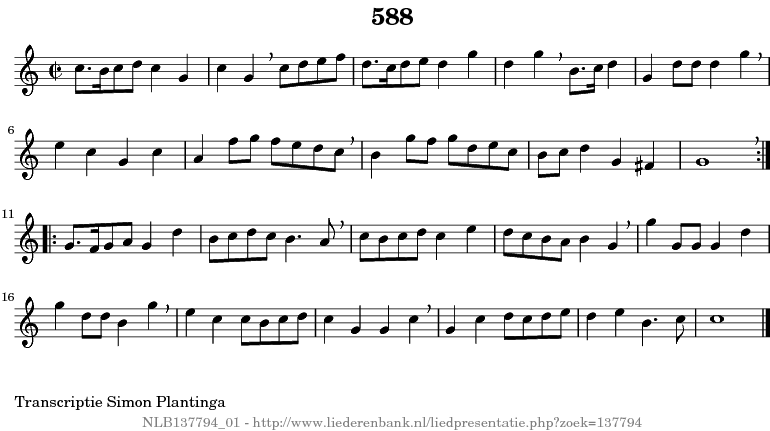 588
6
11
16
Transcriptie Simon Plantinga
NLB137794_01 - http://www.liederenbank.nl/liedpresentatie.php?zoek=137794